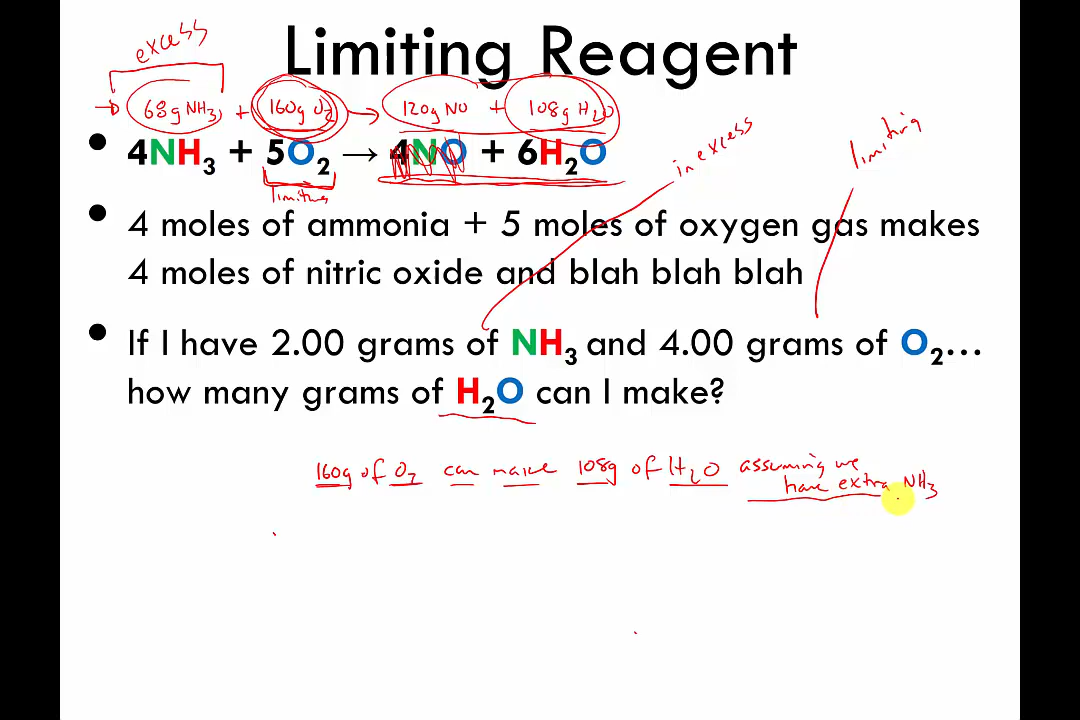 Limiting Reagent
excess
68g NH3 + 160g O2 → 120g NO + 108g H2O
• 4NH3 + 5O2 → 4NO + 6H2O
limiting
in excess
limiting
• 4 moles of ammonia + 5 moles of oxygen gas makes
4 moles of nitric oxide and blah blah blah
• If I have 2.00 grams of NH3 and 4.00 grams of O2…
how many grams of H2O can I make?
160g of O2 can make 108g of H2O assuming we
have extra NH3